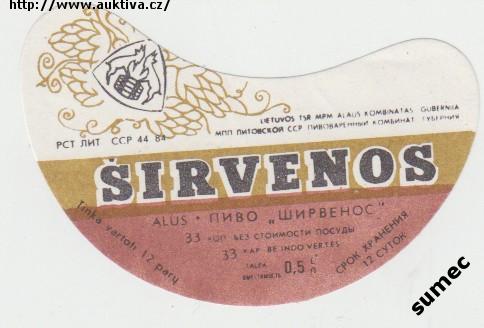 http://www.auktiva.cz/
LIETUVOS TSR MPM ALAUS KOMBINATAS GUBERNIJA
МПП ЛИТОВСКОЙ ССР ПИВОВАРЕННЫЙ КОМБИНАТ ГУБЕРНИЯ
РСТ ЛИТ ССР 44 84
ŠIRVENOS
ALUS • ПИВО „ШИРВЕНОС"
33 КОП БЕЗ СТОИМОСТИ ПОСУДЫ
33 KAP BE INDO VERTĖS
TALPA
ВМЕСТИМОСТЬ 0,5 L Л
Tinka vartoti 12 parų
СРОК ХРАНЕНИЯ
12 СУТОК
sumec